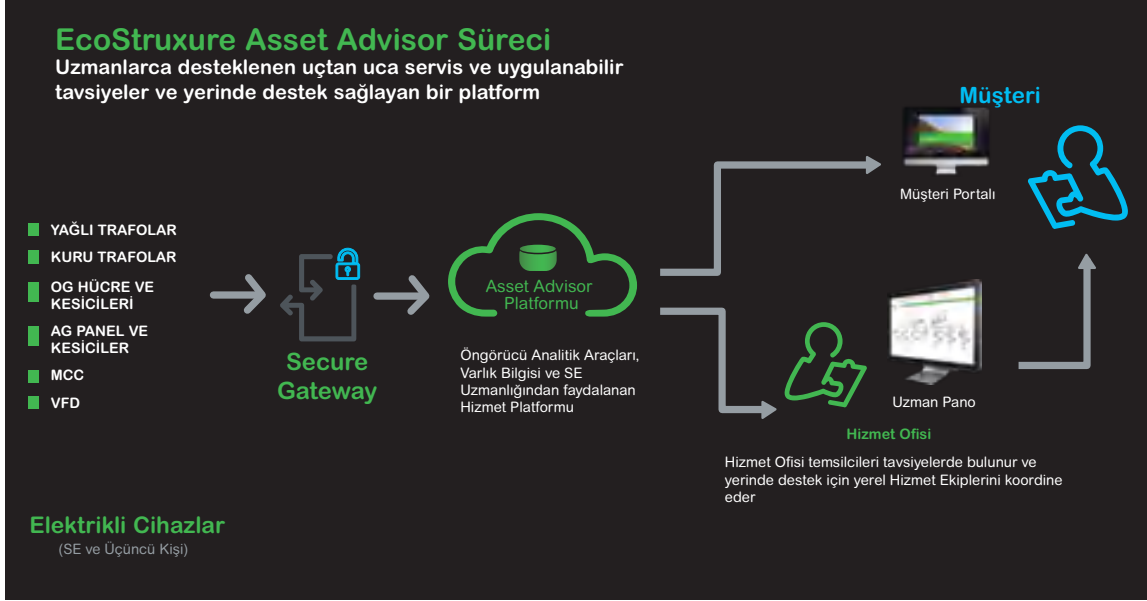 EcoStruxure Asset Advisor Süreci
Uzmanlarca desteklenen uçtan uca servis ve uygulanabilir
tavsiyeler ve yerinde destek sağlayan bir platform
Müşteri
Müşteri Portalı
YAĞLI TRAFOLAR
KURU TRAFOLAR
OG HÜCRE VE
KESİCİLERİ
AG PANEL VE
KESİCİLER
MCC
VFD
Secure
Gateway
Asset Advisor
Platformu
Öngörücü Analitik Araçları,
Varlık Bilgisi ve SE
Uzmanlığından faydalanan
Hizmet Platformu
Uzman Pano
Hizmet Ofisi
Hizmet Ofisi temsilcileri tavsiyelerde bulunur ve
yerinde destek için yerel Hizmet Ekiplerini koordine
eder
Elektrikli Cihazlar
(SE ve Üçüncü Kişi)